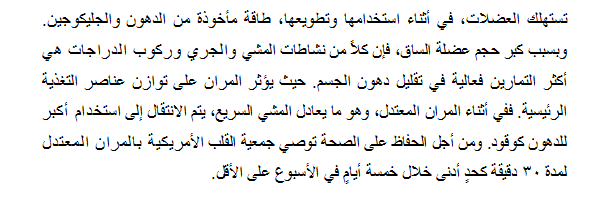 تستهلك العضلات، في أثناء استخدامها وتطويعها، طاقة مأخوذة من الدهون والجليكوجين.
وبسبب كبر حجم عضلة الساق، فإن كلاً من نشاطات المشي والجري وركوب الدراجات هي
أكثر التمارين فعالية في تقليل دهون الجسم. حيث يؤثر المران على توازن عناصر التغذية
الرئيسية. ففي أثناء المران المعتدل، وهو ما يعادل المشي السريع، يتم الانتقال إلى استخدام أكبر
للدهون كوقود. ومن أجل الحفاظ على الصحة توصي جمعية القلب الأمريكية بالمران المعتدل
لمدة ٣٠ دقيقة كحدٍ أدنى خلال خمسة أيامٍ في الأسبوع على الأقل.